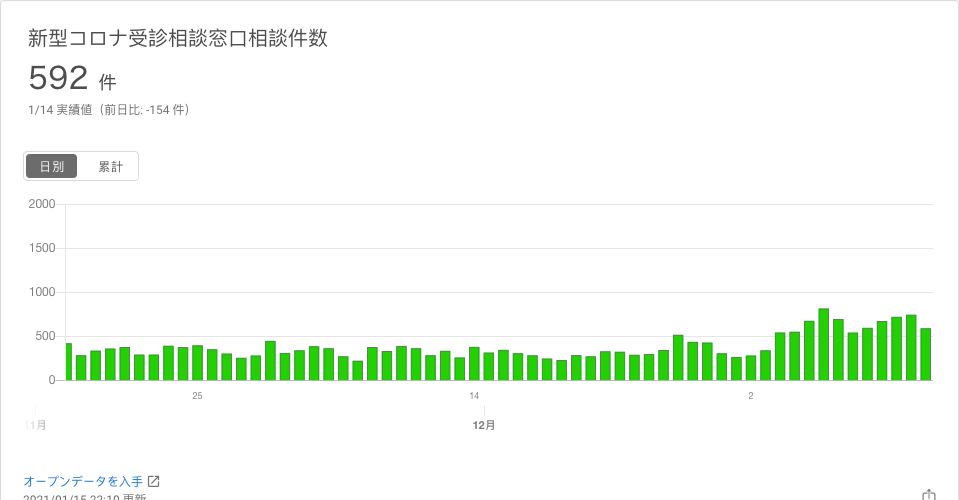 新型コロナ受診相談窓口相談件数
592 件
1/14 実績値（前日比: -154 件）
日別 累計
2000
1500
1000
500
0
25 14 2
11月 12月
オープンデータを入手
2021/01/15 22:10 更新